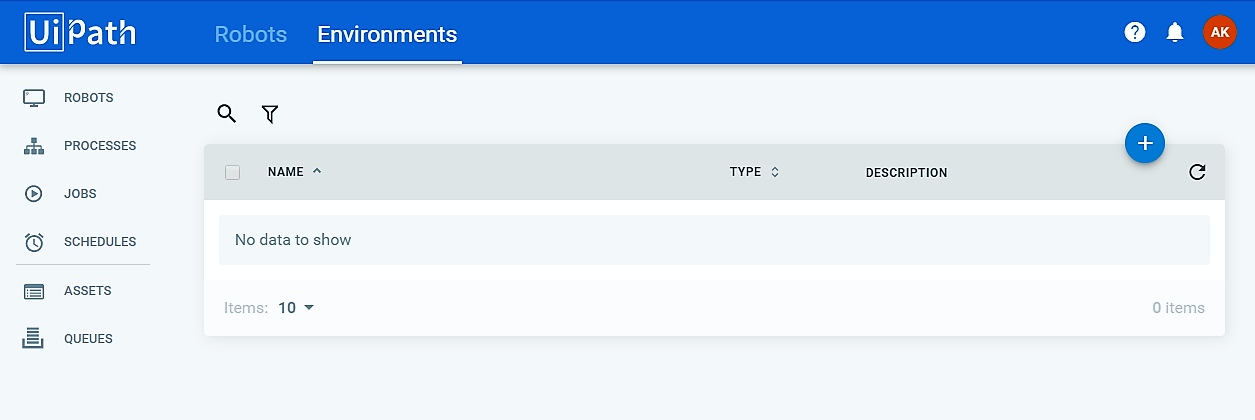 UiPath Robots Environments AK
ROBOTS
PROCESSES
JOBS
SCHEDULES
ASSETS
QUEUES
NAME TYPE DESCRIPTION
No data to show
Items: 10 0 items